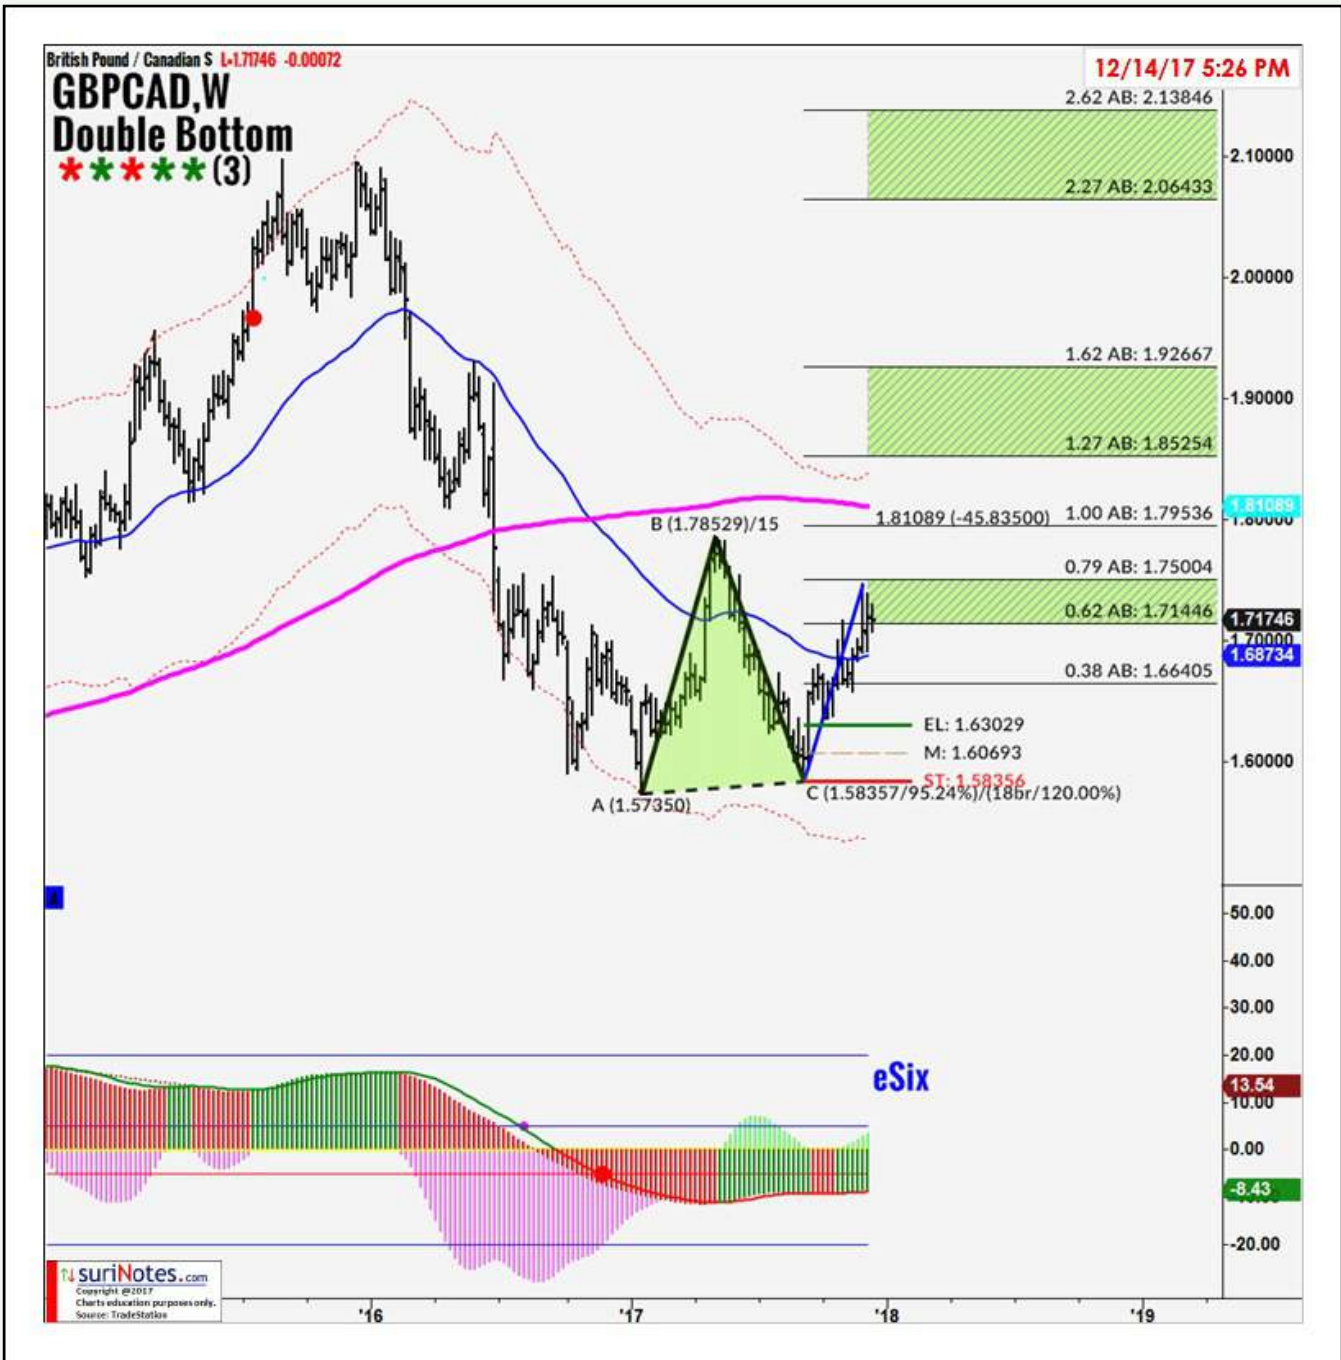 British Pound / Canadian $ L=1.71746 -0.00072
12/14/17 5:26 PM
GBPCAD,W
Double Bottom
*****(3)
2.62 AB: 2.13846
2.10000
2.27 AB: 2.06433
2.00000
1.62 AB: 1.92667
1.90000
1.27 AB: 1.85254
1.81089
1.80000
B (1.78529)/15
1.81089 (-45.83500)
1.00 AB: 1.79536
0.79 AB: 1.75004
0.62 AB: 1.71446
1.71746
1.70000
1.68734
0.38 AB: 1.66405
EL: 1.63029
M: 1.60693
1.60000
ST: 1.58356
A (1.57350)
C (1.58357/95.24%)/(18br/120.00%)
50.00
40.00
30.00
20.00
eSix
13.54
10.00
0.00
-8.43
-20.00
suriNotes.com
Copyright @2017
Charts education purposes only.
Source: TradeStation
'16
'17
'18
'19